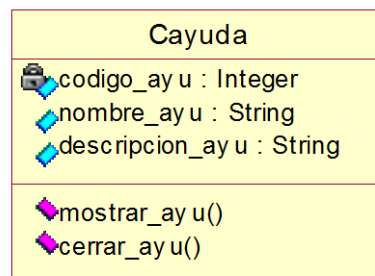 Cayuda
codigo_ayu : Integer
nombre_ayu : String
descripcion_ayu : String
mostrar_ayu()
cerrar_ayu()